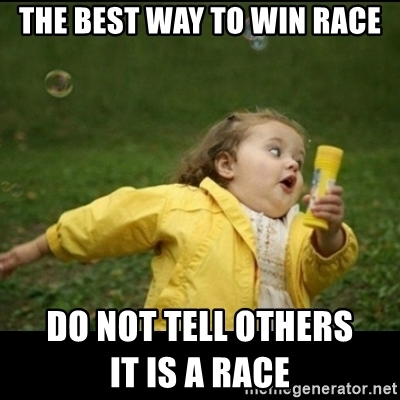 THE BEST WAY TO WIN RACE
DO NOT TELL OTHERS
IT IS A RACE
memegenerator.net